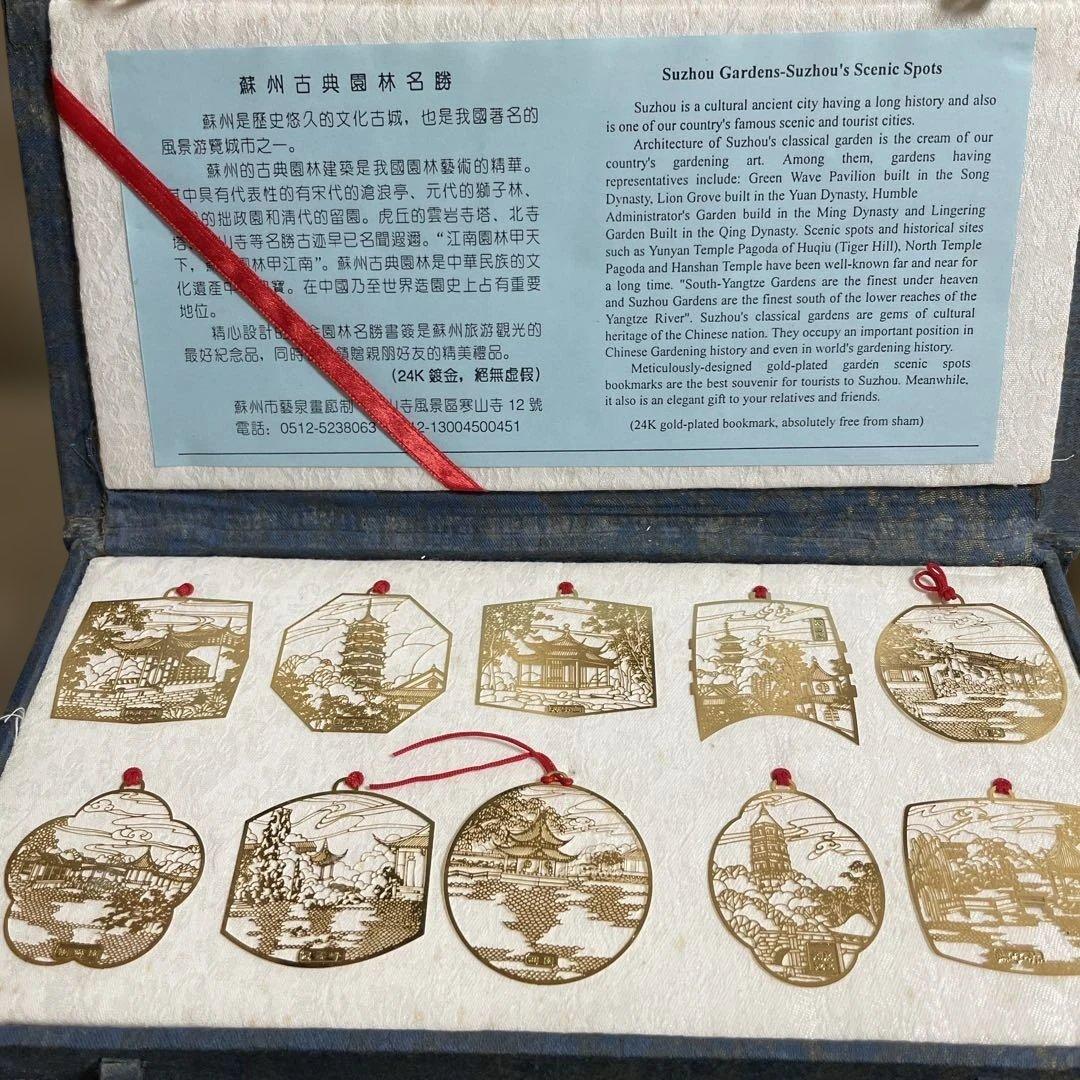 蘇州古典園林名勝
蘇州是歷史悠久的文化古城，也是我國著名的
風景游覽城市之一。
蘇州的古典園林建築是我國園林藝術的精華。
中具有代表性的有宋代的滄浪亭、元代的獅子林、
的拙政園和清代的留園。虎丘的雲岩寺塔、北寺
山寺等名勝古迹早已名聞遐邇。“江南園林甲天
下，園林甲江南”。蘇州古典園林是中華民族的文
化遺產中寶。在中國乃至世界造園史上占有重要
地位。
精心設計的園林名勝書簽是蘇州旅游觀光的
最好紀念品，同時饋贈親朋好友的精美禮品。
(24K 鍍金，絕無虛假)
蘇州市藝泉畫廊制 山寺風景區寒山寺 12 號
電話：0512-5238063 12-13004500451
Suzhou Gardens-Suzhou's Scenic Spots
Suzhou is a cultural ancient city having a long history and also
is one of our country's famous scenic and tourist cities.
Architecture of Suzhou's classical garden is the cream of our
country's gardening art. Among them, gardens having
representatives include: Green Wave Pavilion built in the Song
Dynasty, Lion Grove built in the Yuan Dynasty, Humble
Administrator's Garden build in the Ming Dynasty and Lingering
Garden Built in the Qing Dynasty. Scenic spots and historical sites
such as Yunyan Temple Pagoda of Huqiu (Tiger Hill), North Temple
Pagoda and Hanshan Temple have been well-known far and near for
a long time. "South-Yangtze Gardens are the finest under heaven
and Suzhou Gardens are the finest south of the lower reaches of the
Yangtze River". Suzhou's classical gardens are gems of cultural
heritage of the Chinese nation. They occupy an important position in
Chinese Gardening history and even in world's gardening history.
Meticulously-designed gold-plated garden scenic spots
bookmarks are the best souvenir for tourists to Suzhou. Meanwhile,
it also is an elegant gift to your relatives and friends.
(24K gold-plated bookmark, absolutely free from sham)